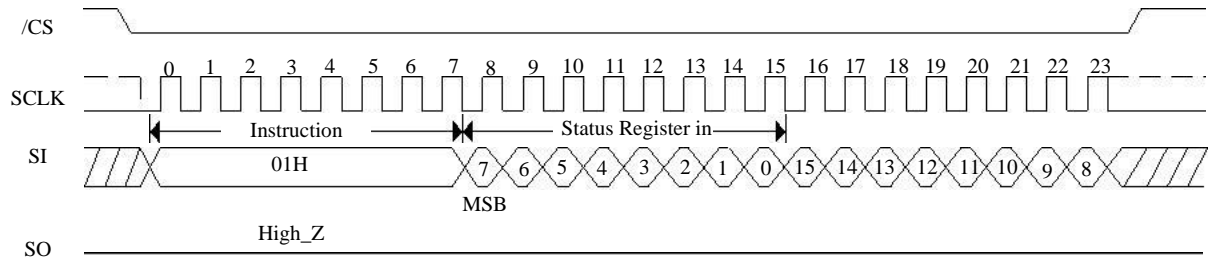 /CS
0 1 2 3 4 5 6 7 8 9 10 11 12 13 14 15 16 17 18 19 20 21 22 23
SCLK
Instruction Status Register in
SI 01H 7 6 5 4 3 2 1 0 15 14 13 12 11 10 9 8
MSB
High_Z
SO